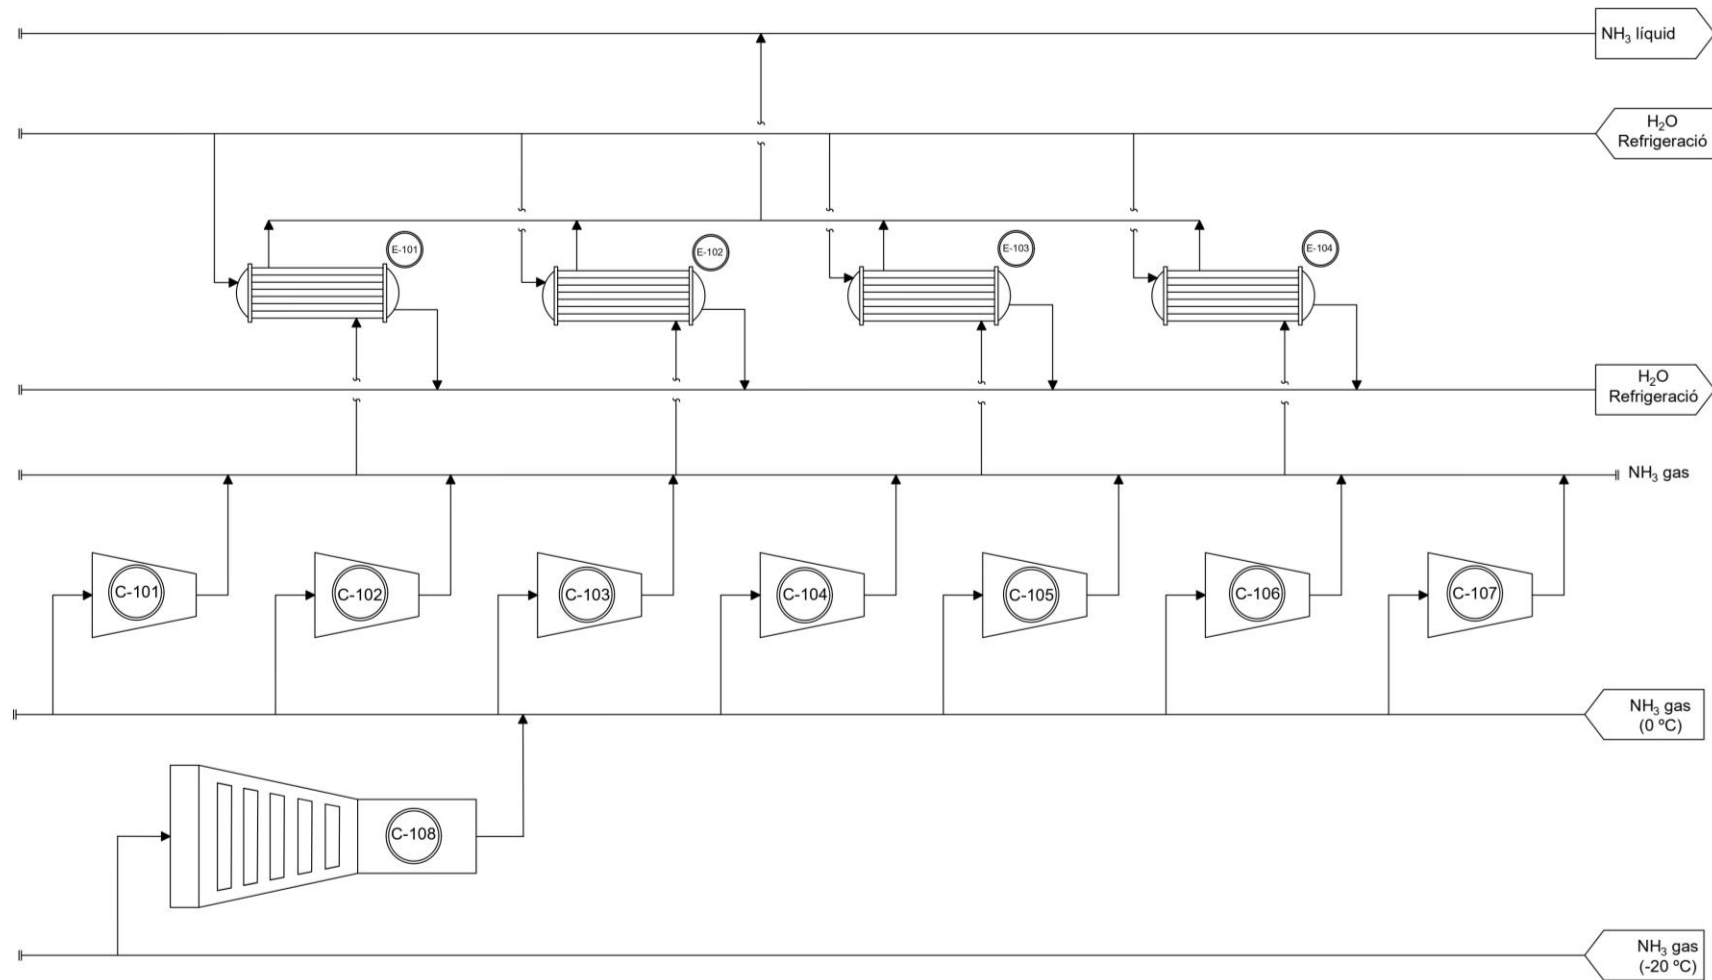 NH₃ líquid
H₂O
Refrigeració
E-101
E-102
E-103
E-104
H₂O
Refrigeració
NH₃ gas
C-101
C-102
C-103
C-104
C-105
C-106
C-107
NH₃ gas
(0 ºC)
C-108
NH₃ gas
(-20 ºC)